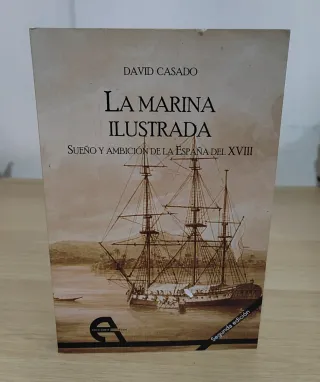 DAVID CASADO
LA MARINA
ILUSTRADA
SUEÑO Y AMBICIÓN DE LA ESPAÑA DEL XVIII
Segunda edición